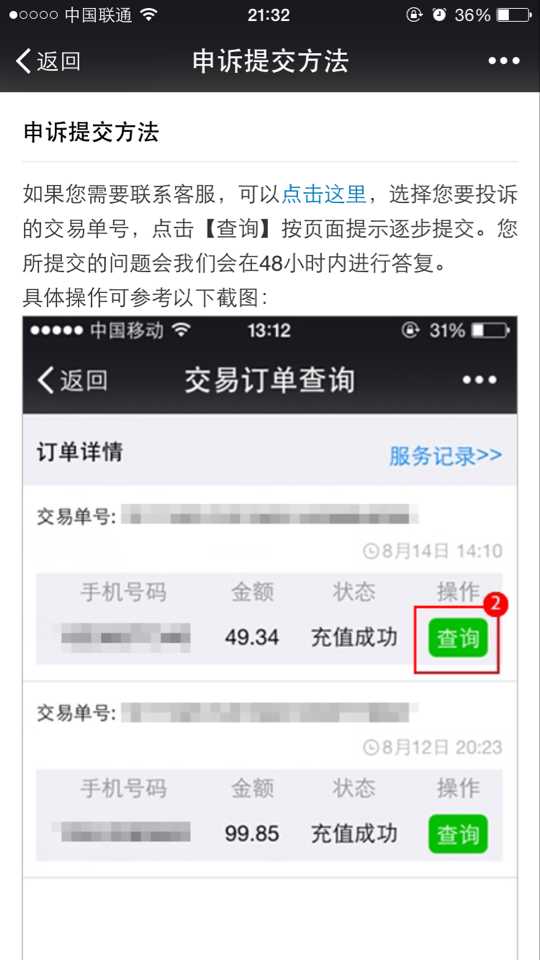 中国联通 21:32 36%
返回 申诉提交方法
申诉提交方法
如果您需要联系客服，可以点击这里，选择您要投诉
的交易单号，点击【查询】按页面提示逐步提交。您
所提交的问题会我们会在48小时内进行答复。
具体操作可参考以下截图：
中国移动 13:12 31%
返回 交易订单查询
订单详情 服务记录>>
交易单号:
8月14日 14:10
手机号码 金额 状态 操作 2
49.34 充值成功 查询
交易单号:
8月12日 20:23
手机号码 金额 状态 操作
99.85 充值成功 查询